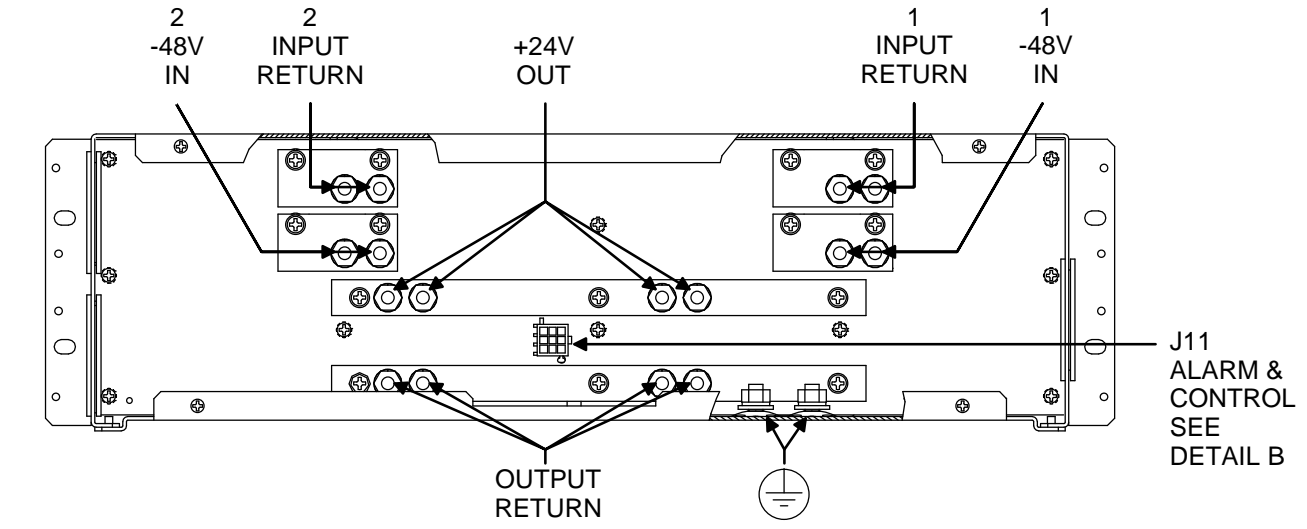 2
-48V
IN
2
INPUT
RETURN
+24V
OUT
1
INPUT
RETURN
1
-48V
IN
J11
ALARM &
CONTROL
SEE
DETAIL B
OUTPUT
RETURN